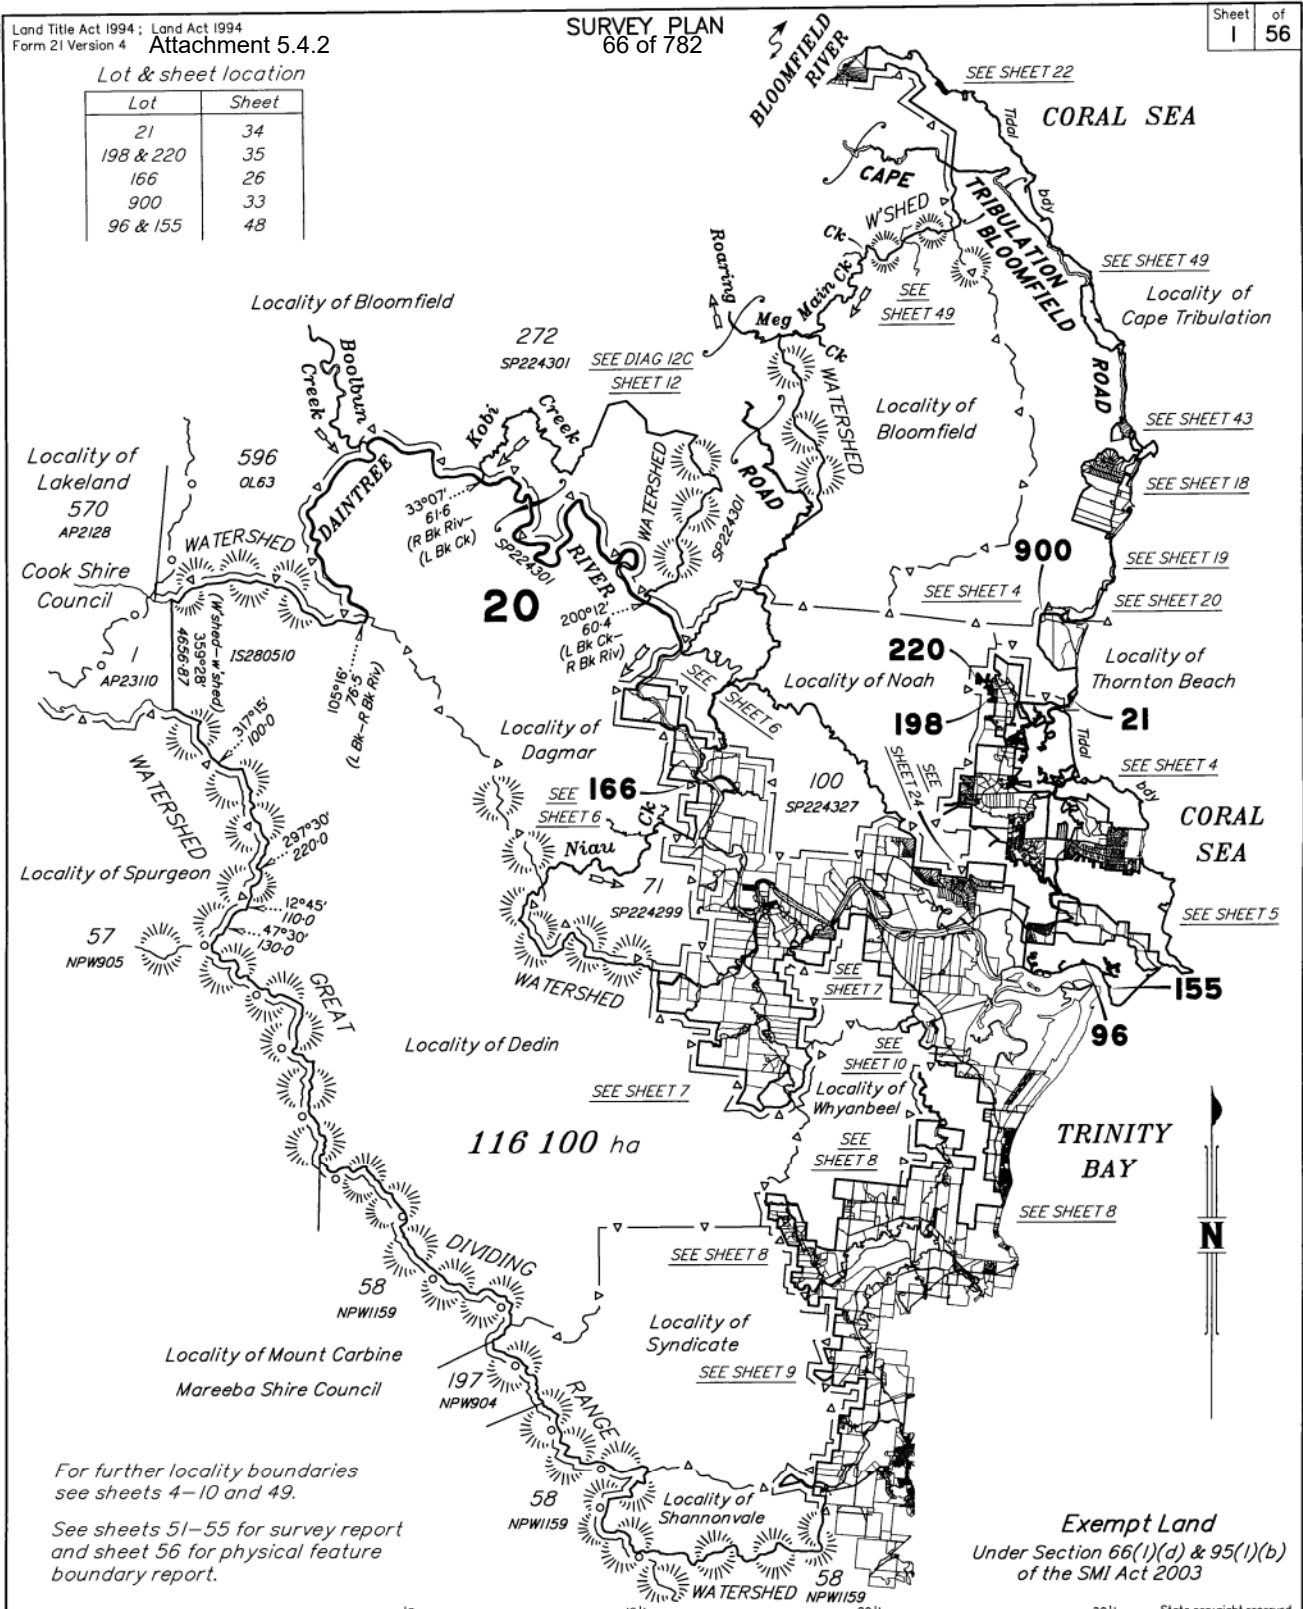 Land Title Act 1994 ; Land Act 1994
Form 21 Version 4
Attachment 5.4.2
SURVEY PLAN
66 of 782
Sheet of
1 56
Lot & sheet location
Lot Sheet
21 34
198 & 220 35
166 26
900 33
96 & 155 48
BLOOMFIELD
RIVER
SEE SHEET 22
CORAL SEA
Tidal
bdy
CAPE
TRIBULATION
BLOOMFIELD
ROAD
W'SHED
Ck
Roaring
Meg
Main Ck
Ck
SEE
SHEET 49
SEE SHEET 49
Locality of
Cape Tribulation
Locality of Bloomfield
272
SP224301
SEE DIAG 12C
SHEET 12
Boolbun
Creek
Kobi
Creek
WATERSHED
WATERSHED
ROAD
SP224301
Locality of
Bloomfield
SEE SHEET 43
SEE SHEET 18
Locality of
Lakeland
570
AP2128
596
OL63
DAINTREE
RIVER
33°07'
61·6
(R Bk Riv–
(L Bk Ck)
SP224301
WATERSHED
Cook Shire
Council
20
200°12'
60·4
(L Bk Ck–
R Bk Riv)
900
SEE SHEET 19
SEE SHEET 4
SEE SHEET 20
1
AP23110
(W'shed–w'shed)
359°28'
4656·87
IS280510
105°16'
76·5
(L Bk–R Bk Riv)
317°15'
100·0
220
198
21
Locality of Noah
Locality of
Thornton Beach
SEE
SHEET 6
Locality of
Dagmar
166
SEE
SHEET 6
100
SP224327
SEE
SHEET 24
Tidal
bdy
SEE SHEET 4
CORAL
SEA
WATERSHED
297°30'
220·0
Niau
Ck
71
SP224299
Locality of Spurgeon
12°45'
110·0
47°30'
130·0
57
NPW905
SEE SHEET 5
WATERSHED
SEE
SHEET 7
155
96
GREAT
Locality of Dedin
SEE SHEET 7
SEE
SHEET 10
Locality of
Whyanbeel
116 100 ha
SEE
SHEET 8
TRINITY
BAY
SEE SHEET 8
N
DIVIDING
SEE SHEET 8
58
NPW1159
Locality of
Syndicate
SEE SHEET 9
Locality of Mount Carbine
Mareeba Shire Council
197
NPW904
RANGE
For further locality boundaries
see sheets 4–10 and 49.
58
NPW1159
Locality of
Shannonvale
See sheets 51–55 for survey report
and sheet 56 for physical feature
boundary report.
WATERSHED
58
NPW1159
Exempt Land
Under Section 66(1)(d) & 95(1)(b)
of the SMI Act 2003